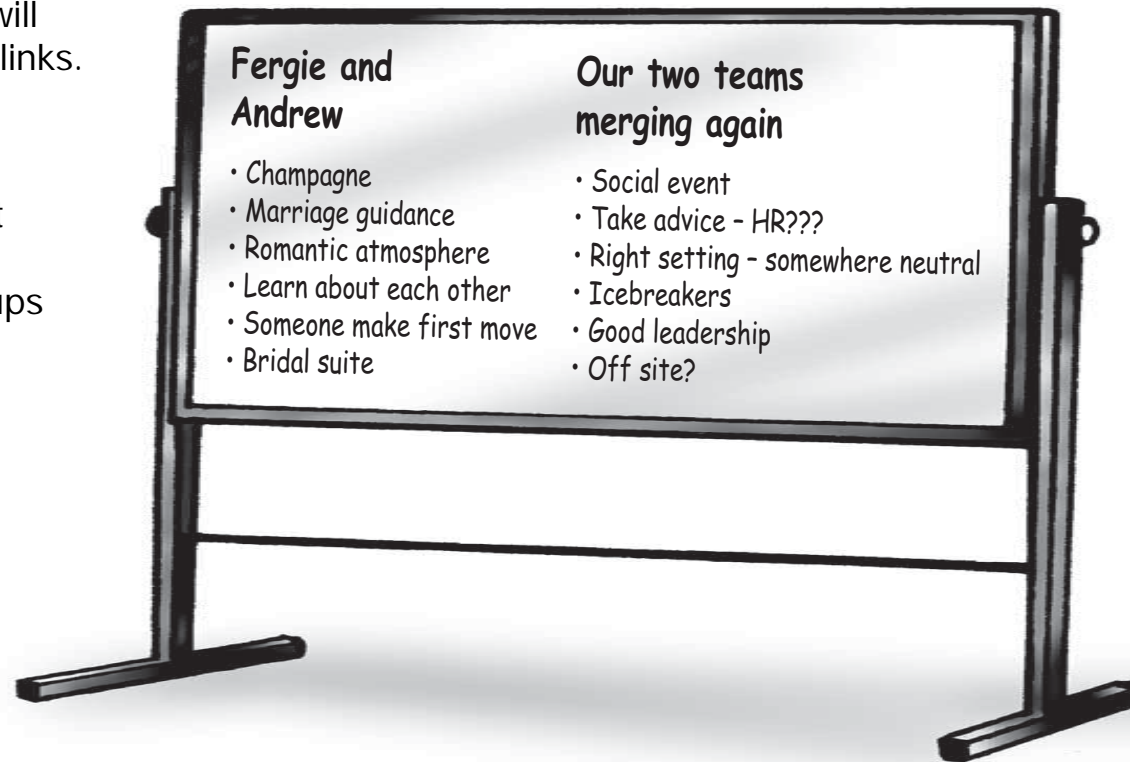 will
links.
t
ups
Fergie and
Andrew
• Champagne
• Marriage guidance
• Romantic atmosphere
• Learn about each other
• Someone make first move
• Bridal suite
Our two teams
merging again
• Social event
• Take advice – HR???
• Right setting – somewhere neutral
• Icebreakers
• Good leadership
• Off site?